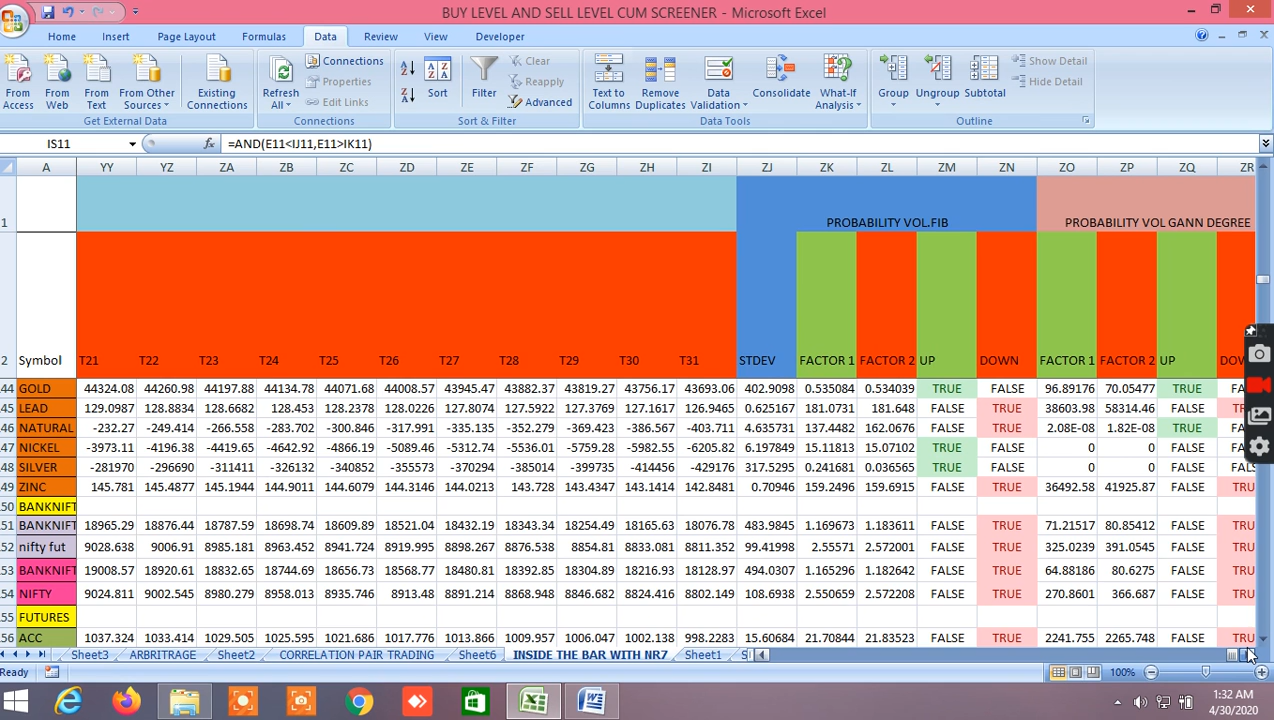 BUY LEVEL AND SELL LEVEL CUM SCREENER - Microsoft Excel
Home Insert Page Layout Formulas Data Review View Developer
From Access From Web From Text From Other Sources Existing Connections Refresh All Connections Properties Edit Links Sort Filter Clear Reapply Advanced Text to Columns Remove Duplicates Data Validation Consolidate What-If Analysis Group Ungroup Subtotal Show Detail Hide Detail
Get External Data Connections Sort & Filter Data Tools Outline
IS11 fx =AND(E11<IJ11,E11>IK11)
A YY YZ ZA ZB ZC ZD ZE ZF ZG ZH ZI ZJ ZK ZL ZM ZN ZO ZP ZQ ZR
1 PROBABILITY VOL.FIB PROBABILITY VOL GANN DEGREE
2 Symbol T21 T22 T23 T24 T25 T26 T27 T28 T29 T30 T31 STDEV FACTOR 1 FACTOR 2 UP DOWN FACTOR 1 FACTOR 2 UP DOW
44 GOLD 44324.08 44260.98 44197.88 44134.78 44071.68 44008.57 43945.47 43882.37 43819.27 43756.17 43693.06 402.9098 0.535084 0.534039 TRUE FALSE 96.89176 70.05477 TRUE FA
45 LEAD 129.0987 128.8834 128.6682 128.453 128.2378 128.0226 127.8074 127.5922 127.3769 127.1617 126.9465 0.625167 181.0731 181.648 FALSE TRUE 38603.98 58314.46 FALSE TR
46 NATURAL -232.27 -249.414 -266.558 -283.702 -300.846 -317.991 -335.135 -352.279 -369.423 -386.567 -403.711 4.635731 137.4482 162.0676 FALSE TRUE 2.08E-08 1.82E-08 TRUE FA
47 NICKEL -3973.11 -4196.38 -4419.65 -4642.92 -4866.19 -5089.46 -5312.74 -5536.01 -5759.28 -5982.55 -6205.82 6.197849 15.11813 15.07102 TRUE FALSE 0 0 FALSE FAL
48 SILVER -281970 -296690 -311411 -326132 -340852 -355573 -370294 -385014 -399735 -414456 -429176 317.5295 0.241681 0.036565 TRUE FALSE 0 0 FALSE FALS
49 ZINC 145.781 145.4877 145.1944 144.9011 144.6079 144.3146 144.0213 143.728 143.4347 143.1414 142.8481 0.70946 159.2496 159.6915 FALSE TRUE 36492.58 41925.87 FALSE TRU
50 BANKNIFT
51 BANKNIFT 18965.29 18876.44 18787.59 18698.74 18609.89 18521.04 18432.19 18343.34 18254.49 18165.63 18076.78 483.9845 1.169673 1.183611 FALSE TRUE 71.21517 80.85412 FALSE TRU
52 nifty fut 9028.638 9006.91 8985.181 8963.452 8941.724 8919.995 8898.267 8876.538 8854.81 8833.081 8811.352 99.41998 2.55571 2.572001 FALSE TRUE 325.0239 391.0545 FALSE TRU
53 BANKNIFT 19008.57 18920.61 18832.65 18744.69 18656.73 18568.77 18480.81 18392.85 18304.89 18216.93 18128.97 494.0307 1.165296 1.182642 FALSE TRUE 64.88186 80.6275 FALSE TRU
54 NIFTY 9024.811 9002.545 8980.279 8958.013 8935.746 8913.48 8891.214 8868.948 8846.682 8824.416 8802.149 108.6938 2.550659 2.572208 FALSE TRUE 270.8601 366.687 FALSE TRU
55 FUTURES
56 ACC 1037.324 1033.414 1029.505 1025.595 1021.686 1017.776 1013.866 1009.957 1006.047 1002.138 998.2283 15.60684 21.70844 21.83523 FALSE TRUE 2241.755 2265.748 FALSE TRU
Sheet3 ARBITRAGE Sheet2 CORRELATION PAIR TRADING Sheet6 INSIDE THE BAR WITH NR7 Sheet1 S
Ready 100%
1:32 AM
4/30/2020